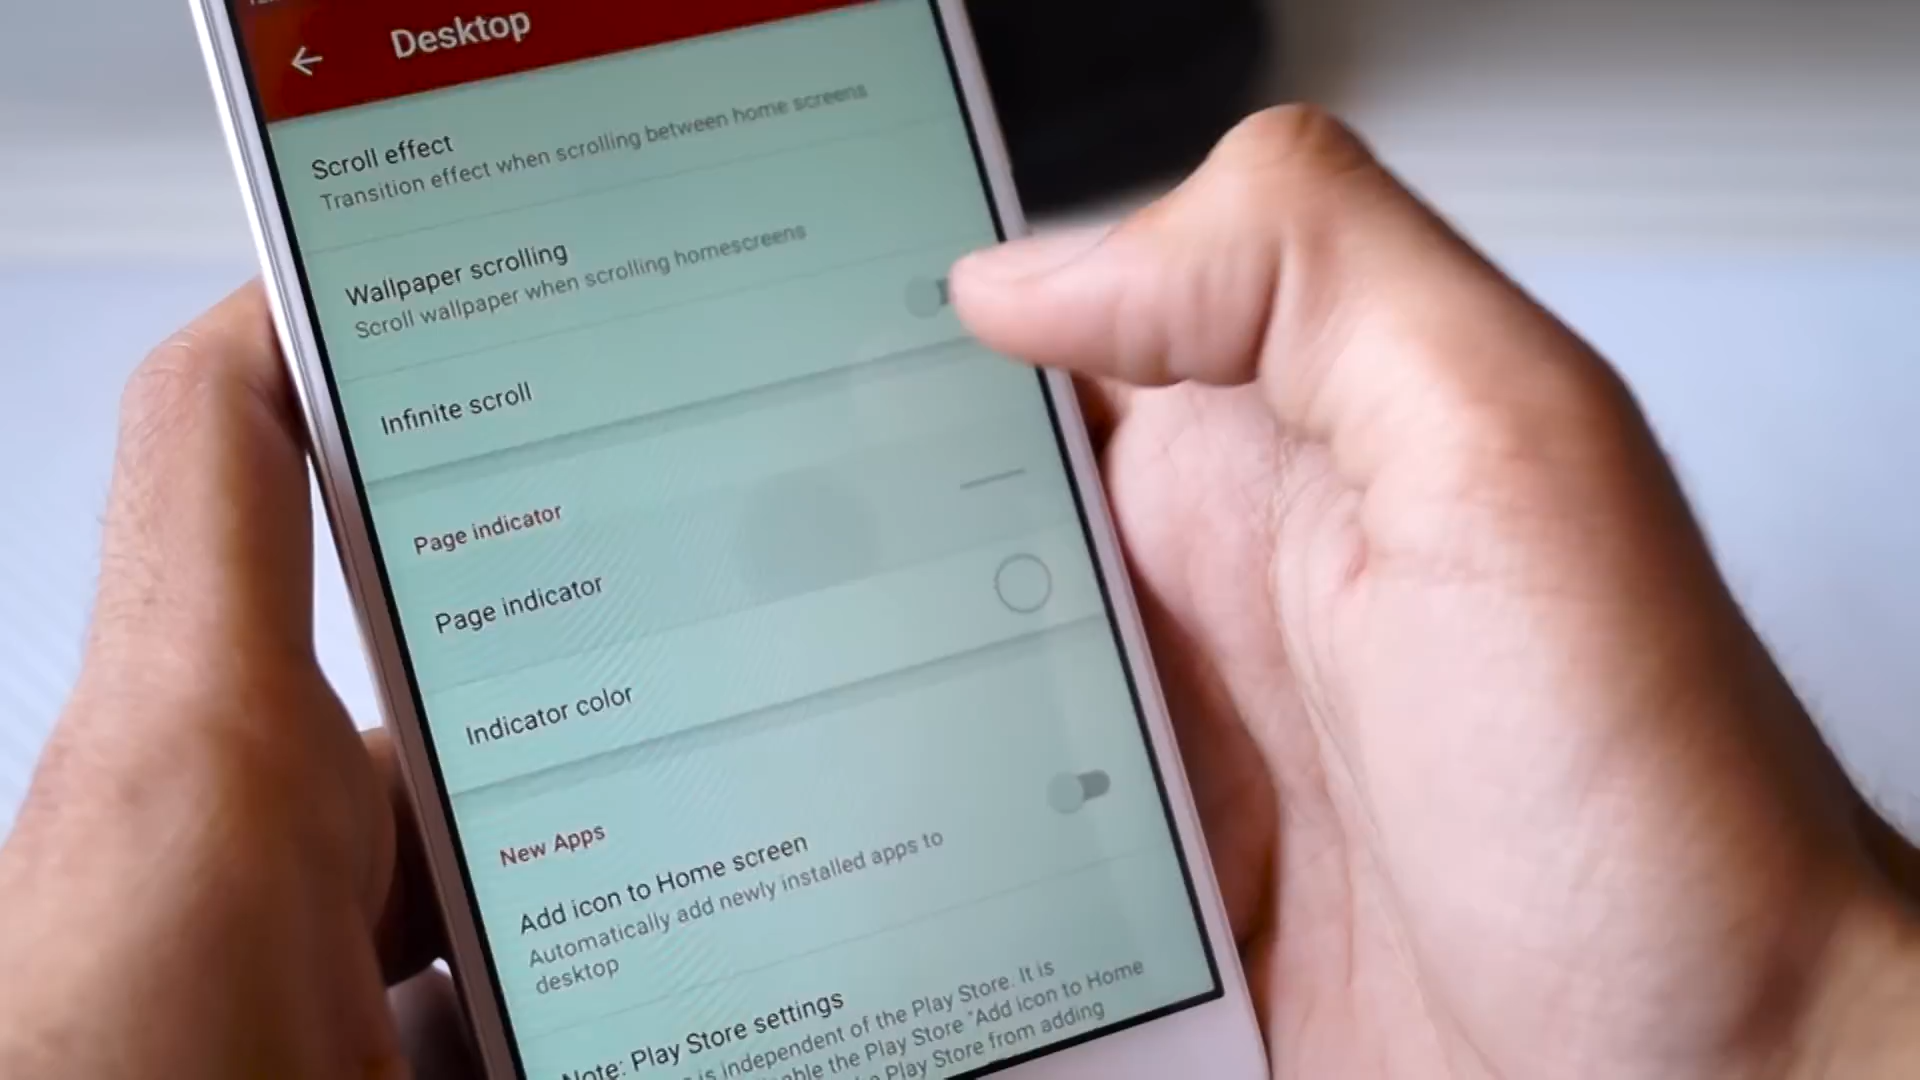 Desktop
Scroll effect
Transition effect when scrolling between home screens
Wallpaper scrolling
Scroll wallpaper when scrolling homescreens
Infinite scroll
Page indicator
Page indicator
Indicator color
New Apps
Add icon to Home screen
Automatically add newly installed apps to
desktop
Note: Play Store settings
is independent of the Play Store. It is
the Play Store "Add icon to Home
Play Store from adding